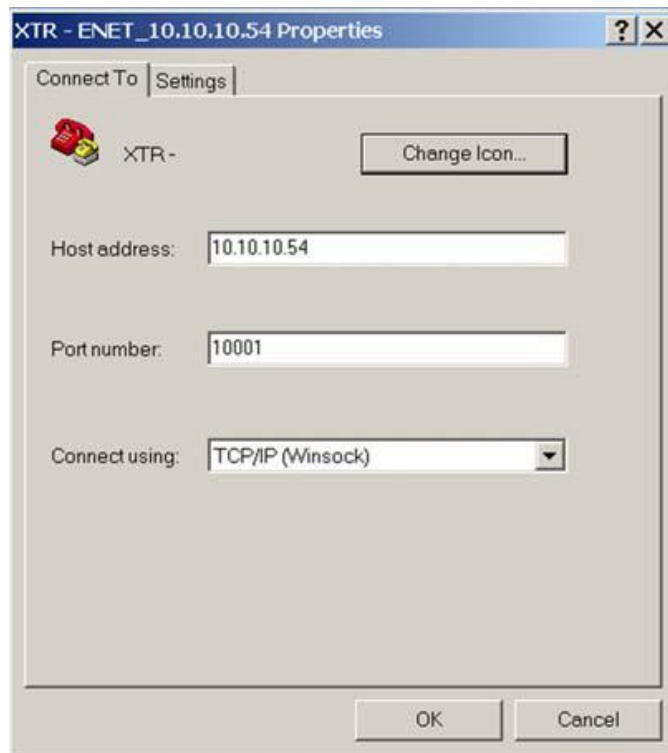 XTR - ENET_10.10.10.54 Properties
Connect To Settings
XTR -
Change Icon...
Host address: 10.10.10.54
Port number: 10001
Connect using: TCP/IP (Winsock)
OK Cancel